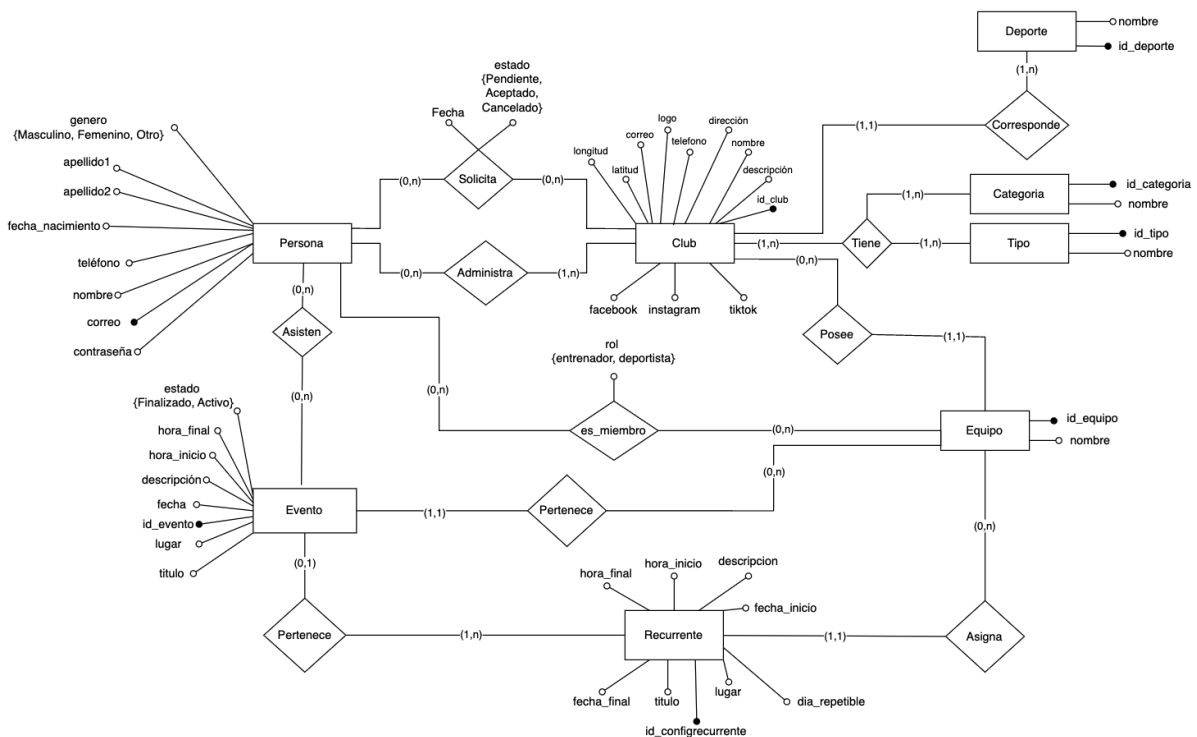 Deporte
nombre
id_deporte
(1,n)
Corresponde
(1,1)
estado
{Pendiente,
Aceptado,
Cancelado}
Fecha
(0,n)
Solicita
(0,n)
genero
{Masculino, Femenino, Otro}
apellido1
apellido2
fecha_nacimiento
teléfono
nombre
correo
contraseña
Persona
(0,n)
Administra
(1,n)
longitud
latitud
correo
logo
telefono
dirección
nombre
descripción
id_club
Club
facebook
instagram
tiktok
(1,n)
Tiene
(1,n)
Categoria
id_categoria
nombre
(1,n)
Tipo
id_tipo
nombre
(0,n)
Posee
(1,1)
(0,n)
Asisten
(0,n)
(0,n)
rol
{entrenador, deportista}
es_miembro
(0,n)
Equipo
id_equipo
nombre
estado
{Finalizado, Activo}
hora_final
hora_inicio
descripción
fecha
id_evento
lugar
titulo
Evento
(1,1)
Pertenece
(0,n)
(0,n)
(0,1)
Pertenece
(1,n)
hora_final
hora_inicio
descripcion
fecha_inicio
Recurrente
(1,1)
Asigna
fecha_final
titulo
lugar
dia_repetible
id_configrecurrente